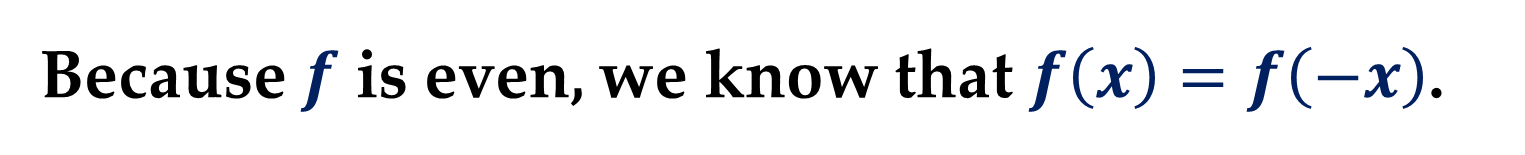 Because f is even, we know that f(x) = f(−x).